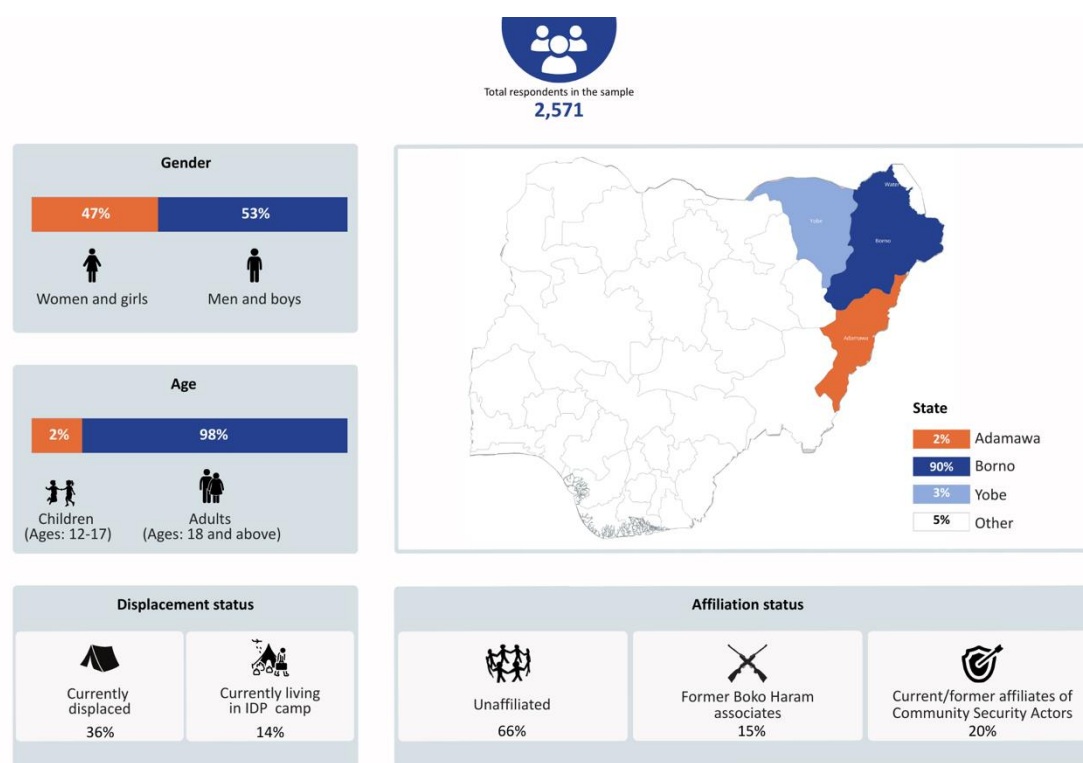 Total respondents in the sample
2,571
Gender
47%
53%
Women and girls
Men and boys
Age
2%
98%
Children
(Ages: 12-17)
Adults
(Ages: 18 and above)
Water
Yobe
Borno
Adamawa
State
2% Adamawa
90% Borno
3% Yobe
5% Other
Displacement status
Currently
displaced
36%
Currently living
in IDP camp
14%
Affiliation status
Unaffiliated
66%
Former Boko Haram
associates
15%
Current/former affiliates of
Community Security Actors
20%